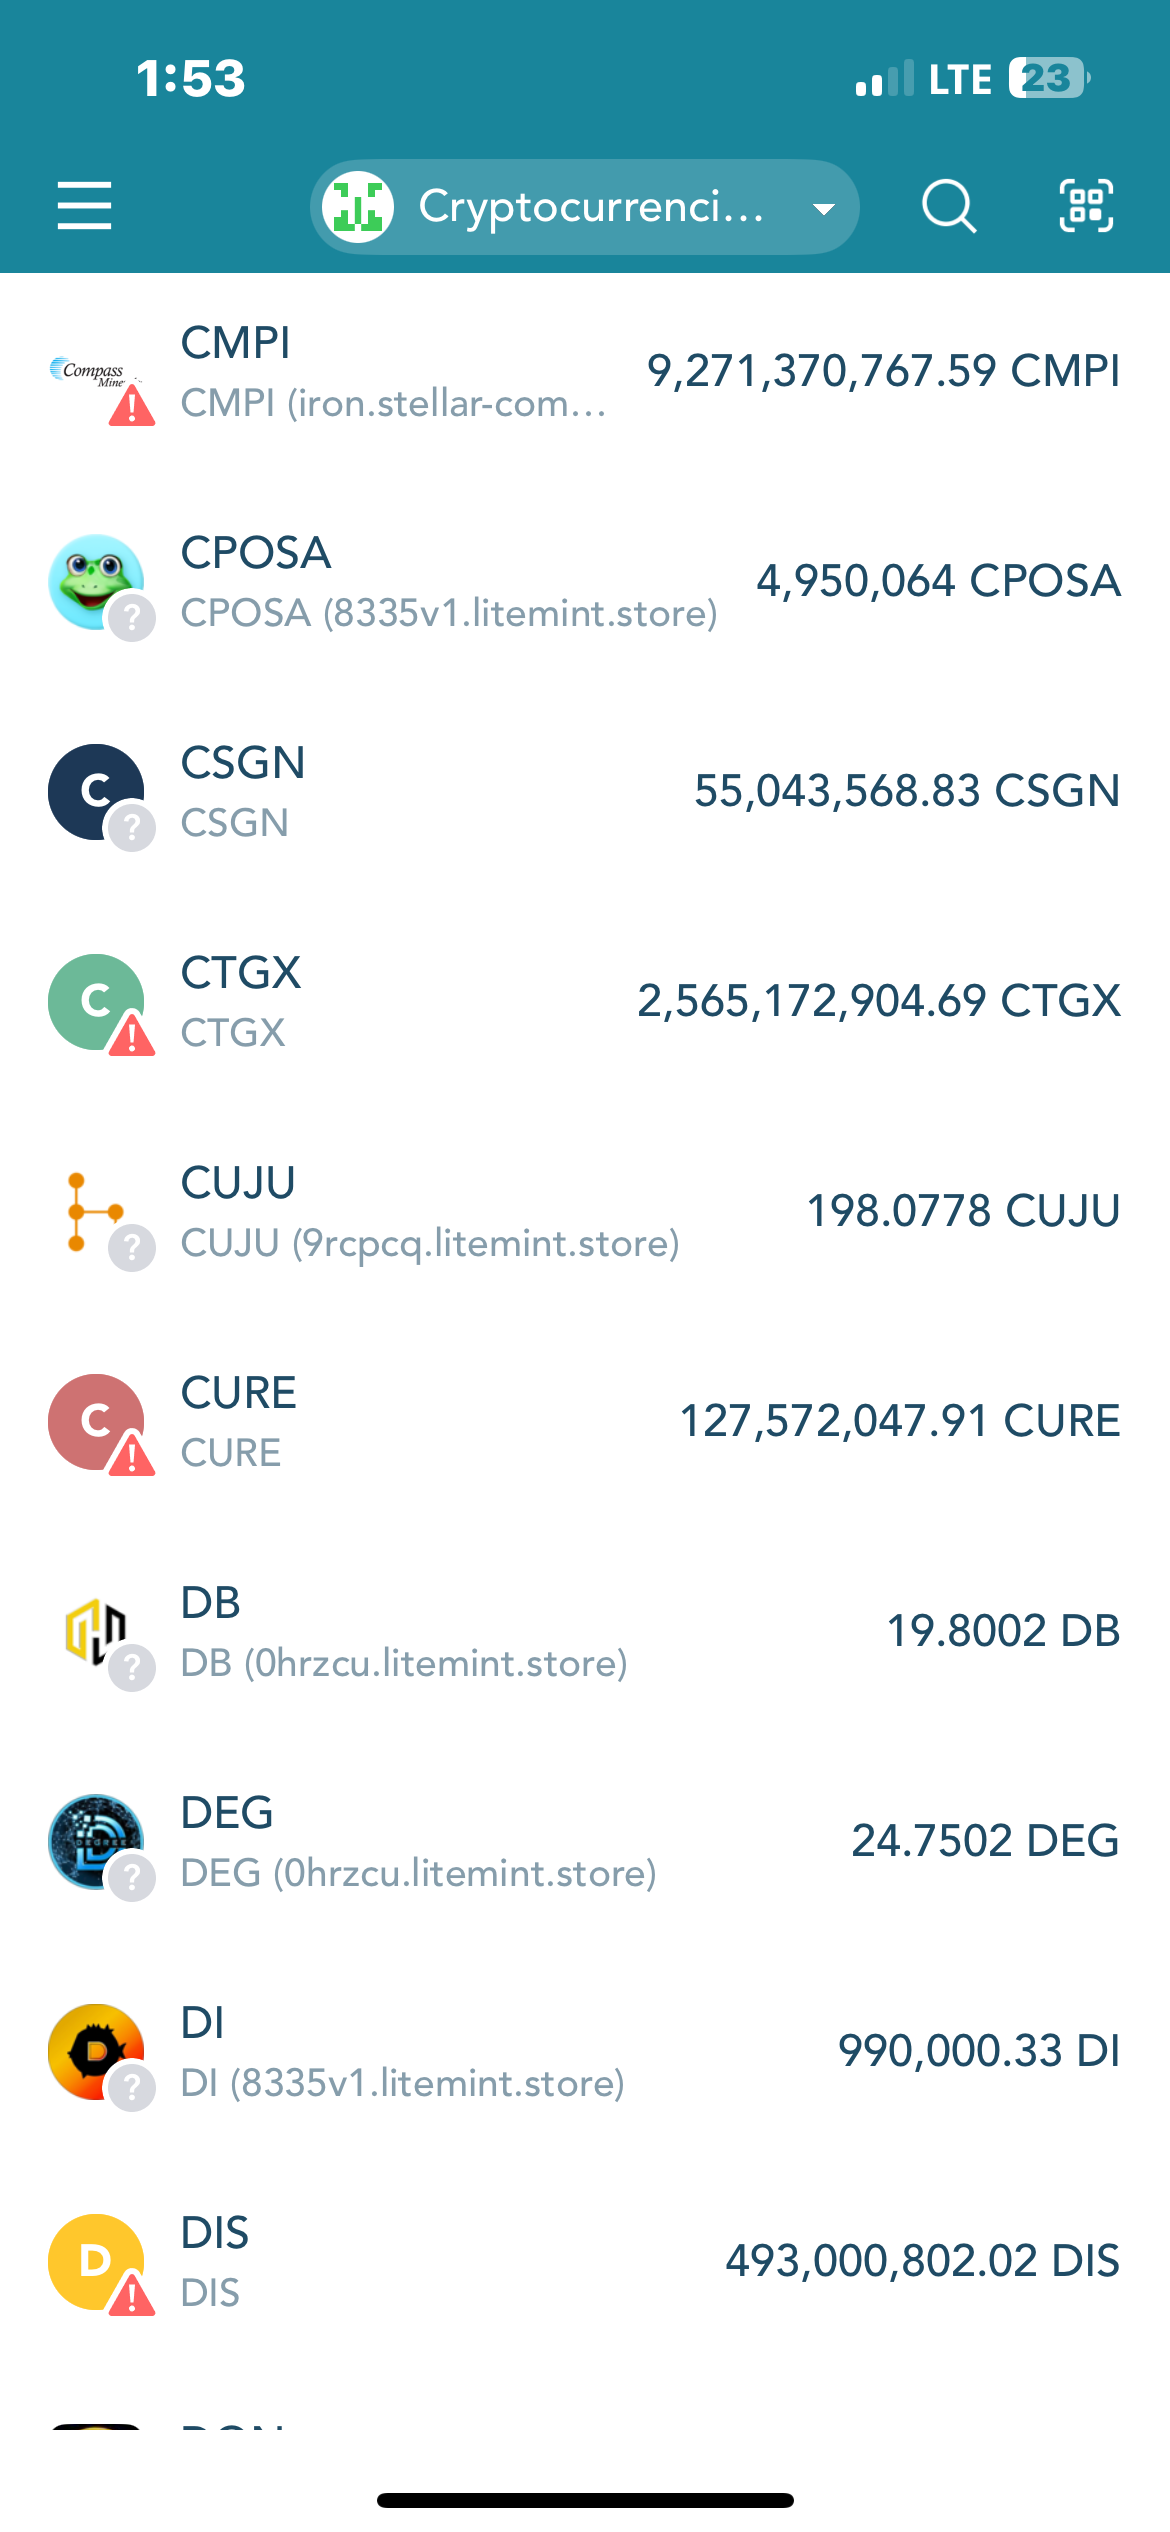 1:53
LTE 23
Cryptocurrenci...
CMPI
CMPI (iron.stellar-com...
9,271,370,767.59 CMPI
Compass
CPOSA
CPOSA (8335v1.litemint.store)
4,950,064 CPOSA
?
C
CSGN
CSGN
55,043,568.83 CSGN
?
C
CTGX
CTGX
2,565,172,904.69 CTGX
CUJU
CUJU (9rcpcq.litemint.store)
198.0778 CUJU
?
C
CURE
CURE
127,572,047.91 CURE
DB
DB (0hrzcu.litemint.store)
19.8002 DB
?
DEG
DEG (0hrzcu.litemint.store)
24.7502 DEG
?
D
DI
DI (8335v1.litemint.store)
990,000.33 DI
?
D
DIS
DIS
493,000,802.02 DIS